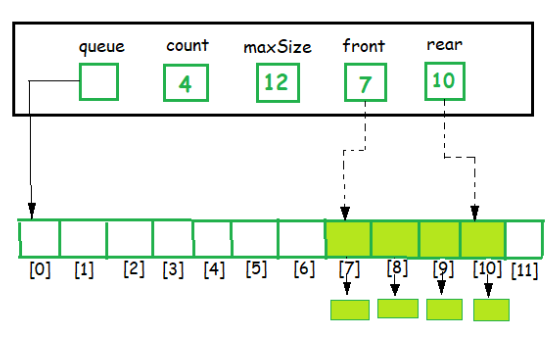 queue count maxSize front rear
4 12 7 10
[0] [1] [2] [3] [4] [5] [6] [7] [8] [9] [10] [11]